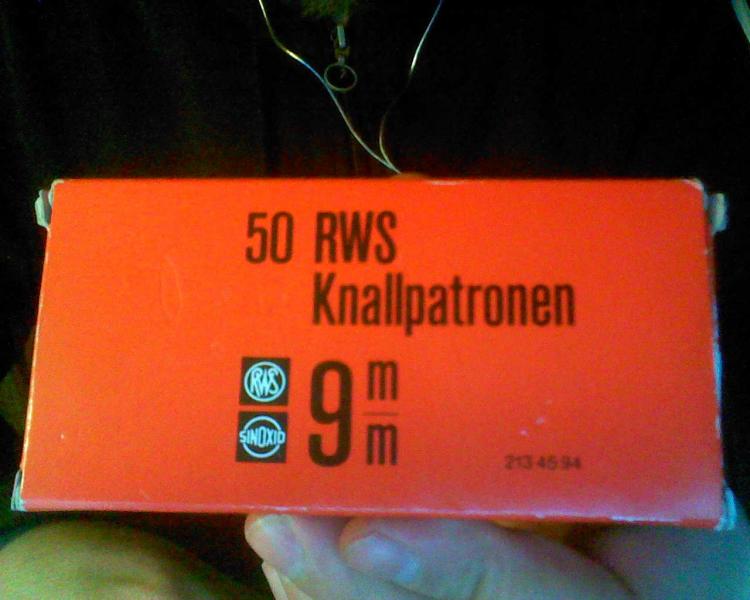 50 RWS
Knallpatronen
RWS
SINOXID
9 m/m
213 45 94